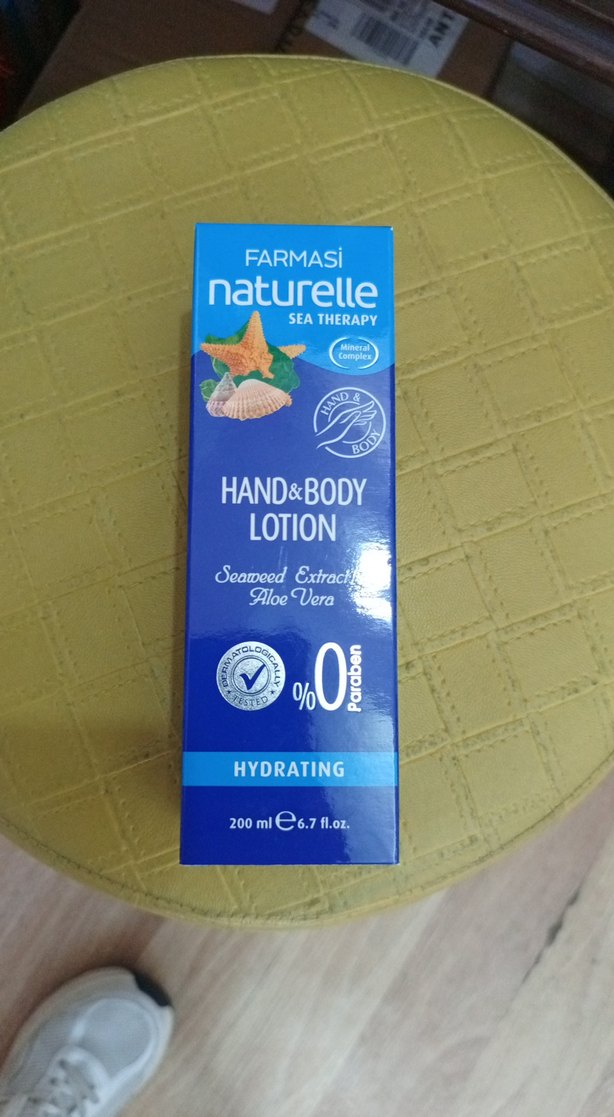 FARMASi
naturelle
SEA THERAPY
Mineral
Complex
HAND &
BODY
HAND&BODY
LOTION
Seaweed Extract
Aloe Vera
DERMATOLOGICALLY
TESTED
%0 Paraben
HYDRATING
200 ml ℮ 6.7 fl.oz.
ANT